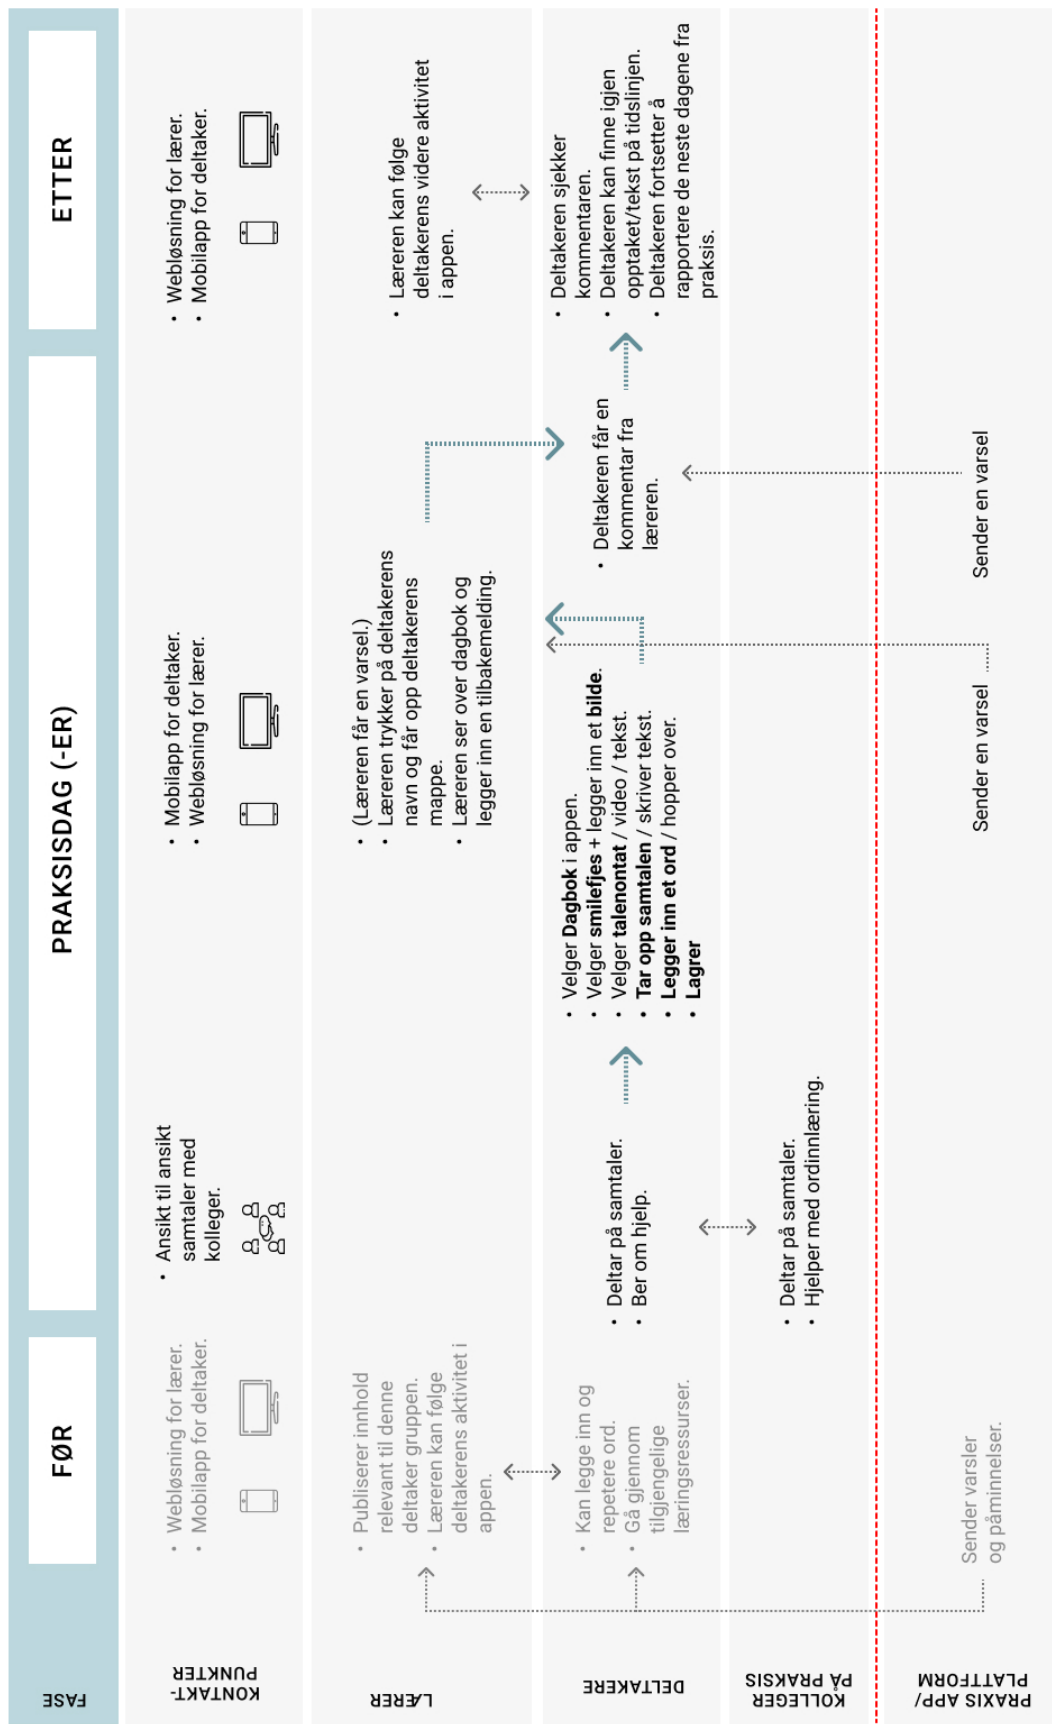 FASE
FØR
PRAKSISDAG (-ER)
ETTER
KONTAKT-
PUNKTER
• Webløsning for lærer.
• Mobilapp for deltaker.
• Ansikt til ansikt
samtaler med
kolleger.
• Mobilapp for deltaker.
• Webløsning for lærer.
• Webløsning for lærer.
• Mobilapp for deltaker.
LÆRER
• Publiserer innhold
relevant til denne
deltaker gruppen.
• Læreren kan følge
deltakerens aktivitet i
appen.
• (Læreren får en varsel.)
• Læreren trykker på deltakerens
navn og får opp deltakerens
mappe.
• Læreren ser over dagbok og
legger inn en tilbakemelding.
• Læreren kan følge
deltakerens videre aktivitet
i appen.
DELTAKERE
• Kan legge inn og
repetere ord.
• Gå gjennom
tilgjengelige
læringsressurser.
• Deltar på samtaler.
• Ber om hjelp.
• Velger Dagbok i appen.
• Velger smilefjes + legger inn et bilde.
• Velger talenontat / video / tekst.
• Tar opp samtalen / skriver tekst.
• Legger inn et ord / hopper over.
• Lagrer
• Deltakeren får en
kommentar fra
læreren.
• Deltakeren sjekker
kommentaren.
• Deltakeren kan finne igjen
opptaket/tekst på tidslinjen.
• Deltakeren fortsetter å
rapportere de neste dagene fra
praksis.
KOLLEGER
PÅ PRAKSIS
• Deltar på samtaler.
• Hjelper med ordinnlæring.
PRAXIS APP/
PLATTFORM
Sender varsler
og påminnelser.
Sender en varsel
Sender en varsel